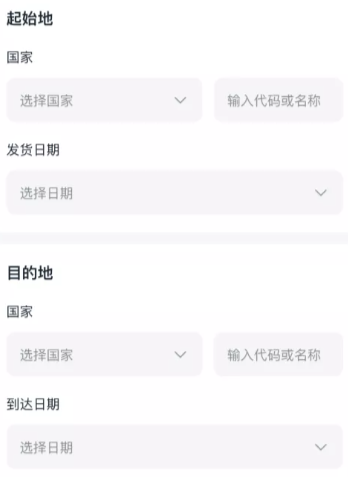 起始地
国家
选择国家 输入代码或名称
发货日期
选择日期
目的地
国家
选择国家 输入代码或名称
到达日期
选择日期